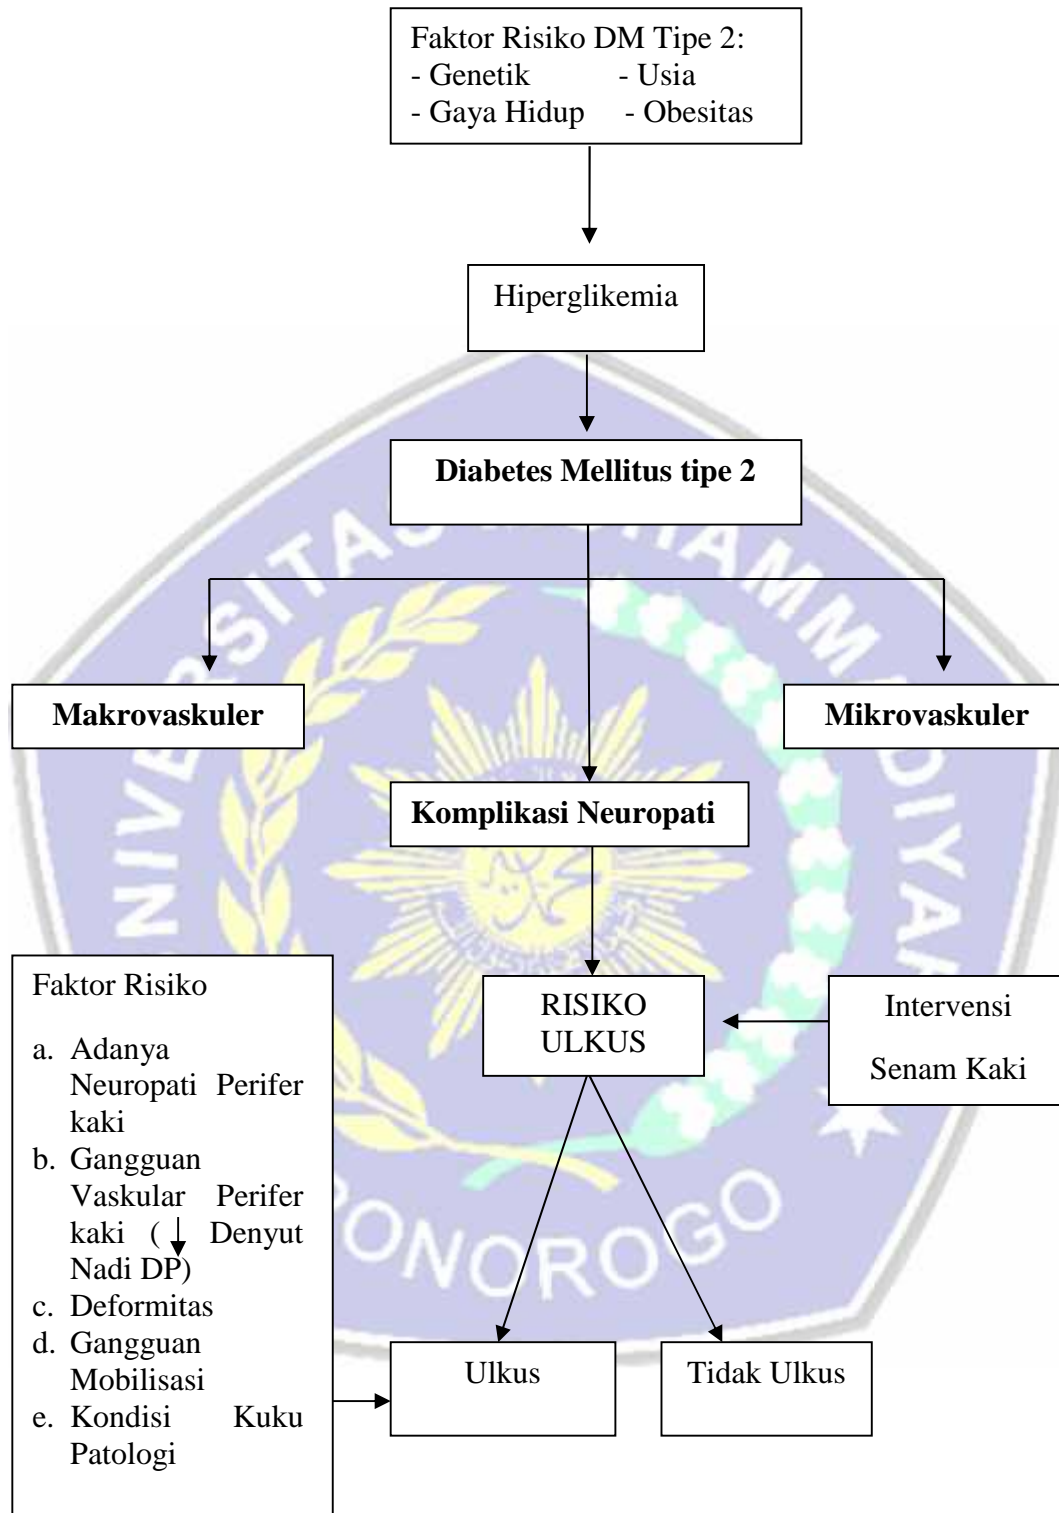 Faktor Risiko DM Tipe 2:
- Genetik - Usia
- Gaya Hidup - Obesitas
Hiperglikemia
Diabetes Mellitus tipe 2
Makrovaskuler
Mikrovaskuler
Komplikasi Neuropati
Faktor Risiko
a. Adanya
Neuropati Perifer
kaki
b. Gangguan
Vaskular Perifer
kaki ( ↓ Denyut
Nadi DP)
c. Deformitas
d. Gangguan
Mobilisasi
e. Kondisi Kuku
Patologi
RISIKO
ULKUS
Intervensi
Senam Kaki
Ulkus
Tidak Ulkus
PONOROGO